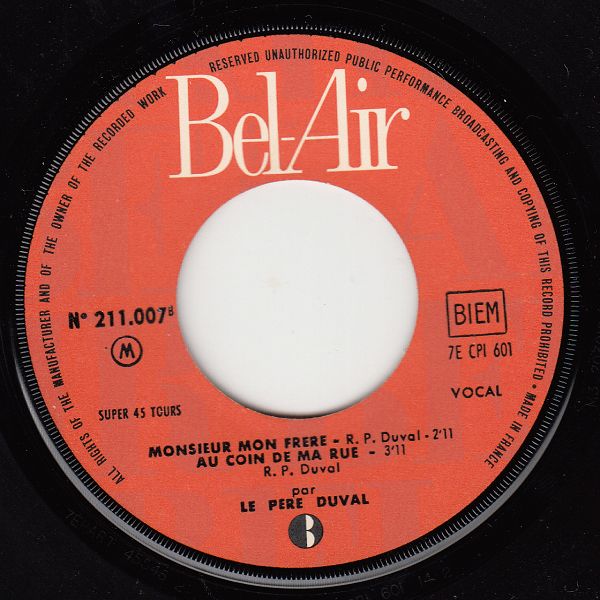 ALL RIGHTS OF THE MANUFACTURER AND OF THE OWNER OF THE RECORDED WORK RESERVED UNAUTHORIZED PUBLIC PERFORMANCE BROADCASTING AND COPYING OF THIS RECORD PROHIBITED • MADE IN FRANCE
Bel-Air
N° 211.007B
M
BIEM
7E CPI 601
SUPER 45 TOURS
VOCAL
MONSIEUR MON FRERE - R. P. Duval - 2'11
AU COIN DE MA RUE - 3'11
R. P. Duval
par
LE PERE DUVAL
B